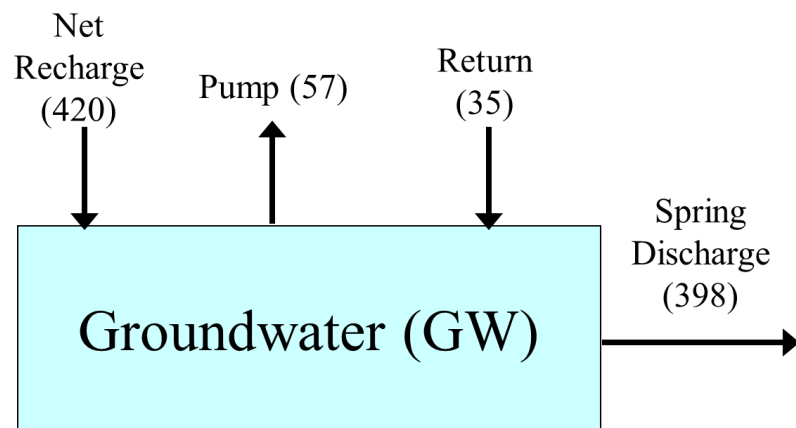 Net
Recharge
(420)
Pump (57)
Return
(35)
Spring
Discharge
(398)
Groundwater (GW)